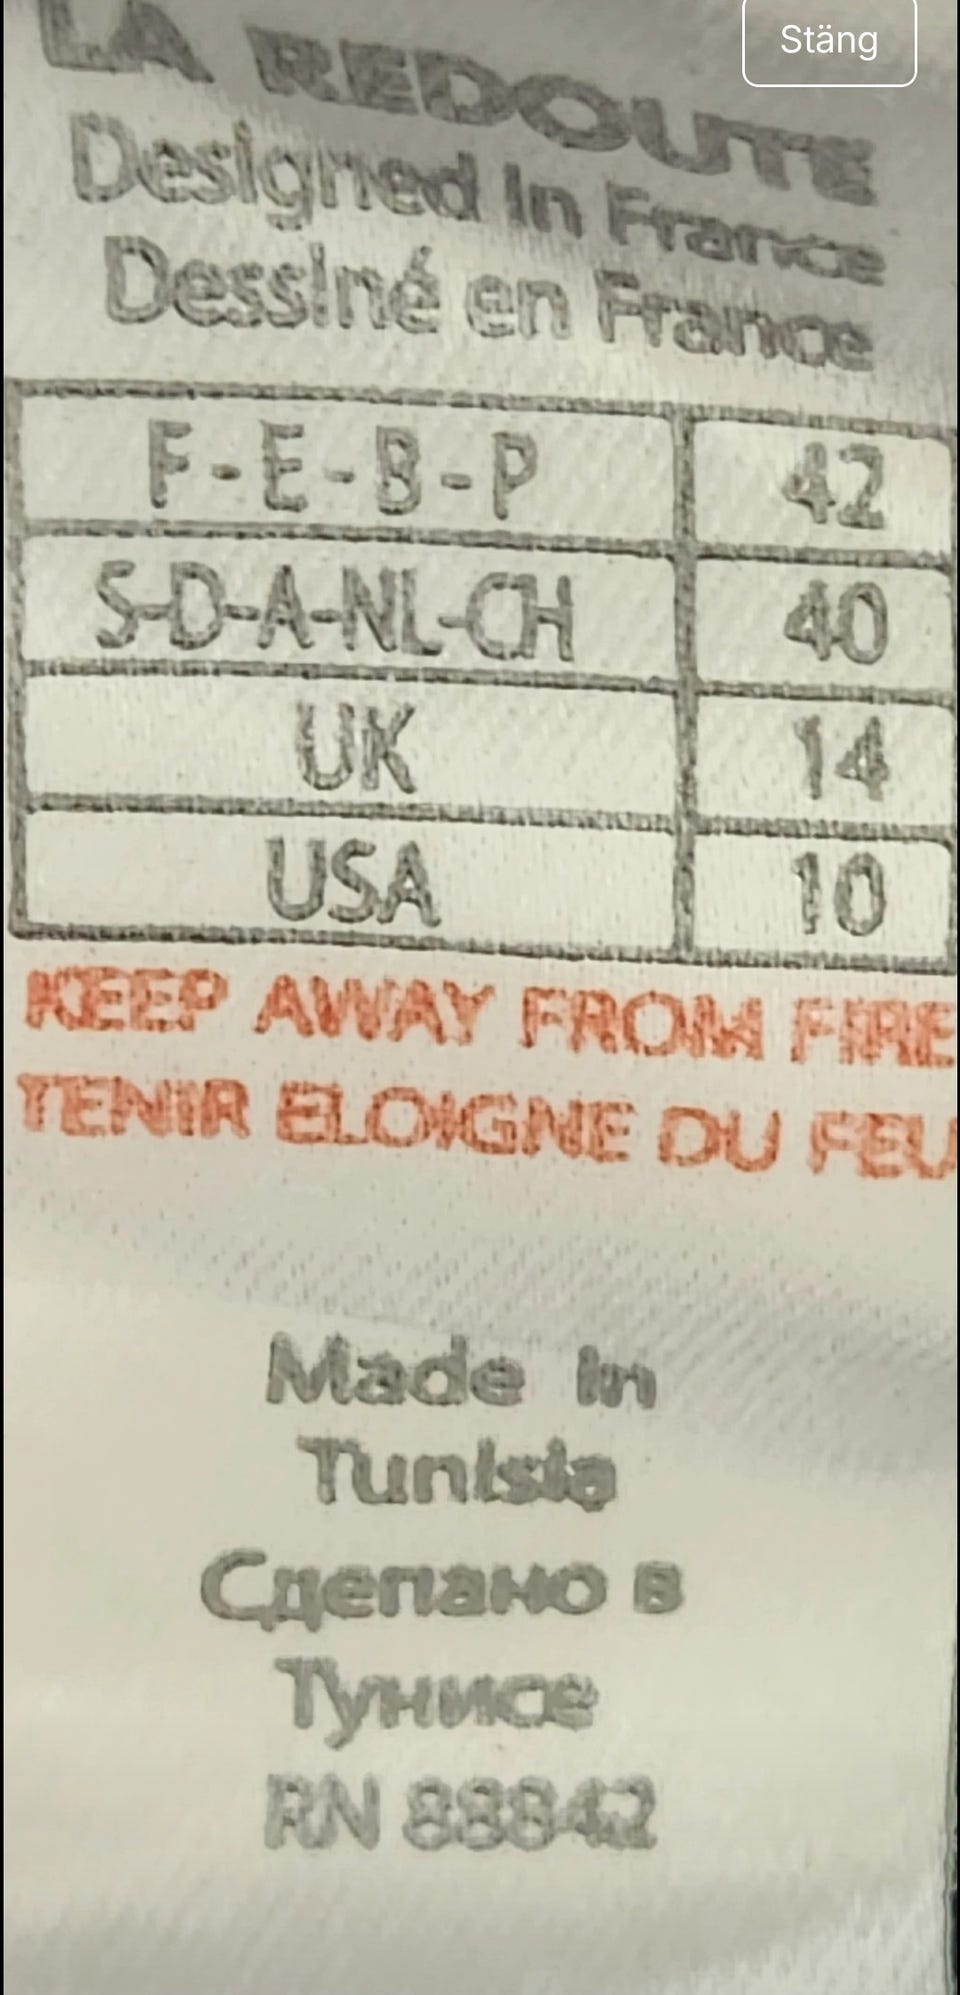 Stäng
LA REDOUTE
Designed in France
Dessiné en France
F - E - B - P 42
S-D-A-NL-CH 40
UK 14
USA 10
KEEP AWAY FROM FIRE
TENIR ELOIGNE DU FEU
Made in
Tunisia
Сделано в
Тунисе
RN 88842